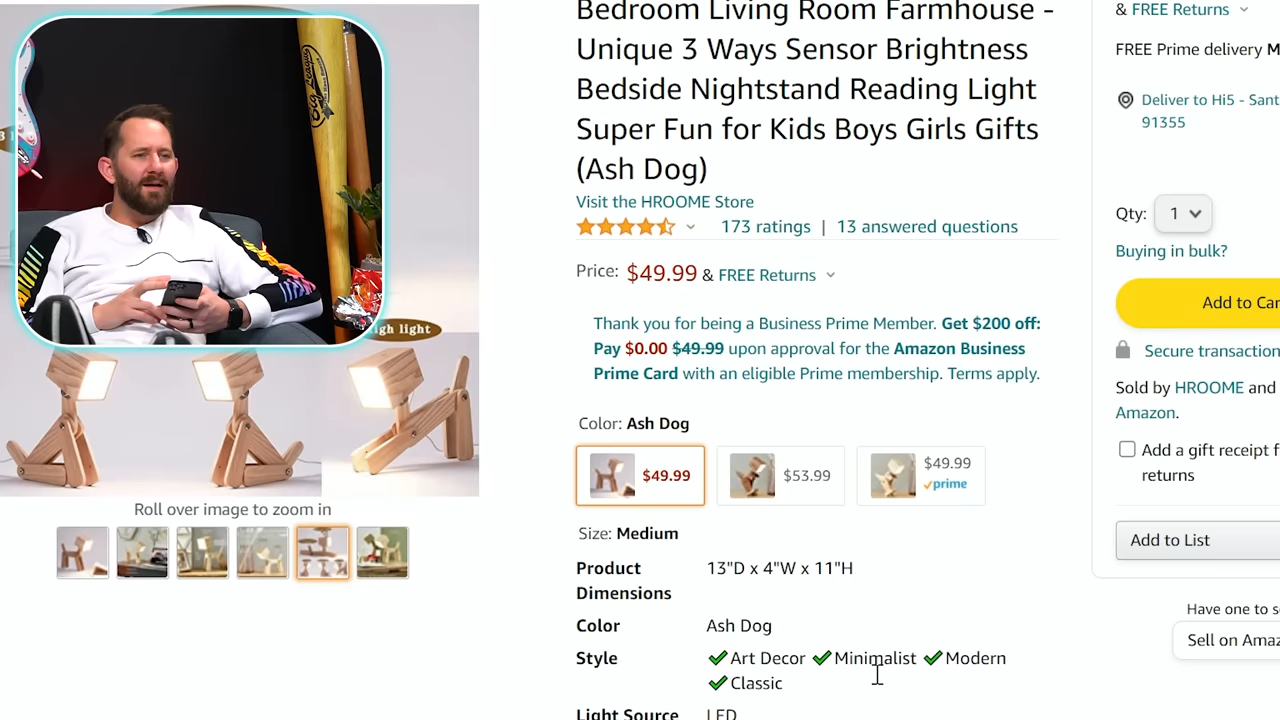 Bedroom Living Room Farmhouse -
Unique 3 Ways Sensor Brightness
Bedside Nightstand Reading Light
Super Fun for Kids Boys Girls Gifts
(Ash Dog)
Visit the HROOME Store
173 ratings | 13 answered questions
Price: $49.99 & FREE Returns
Thank you for being a Business Prime Member. Get $200 off:
Pay $0.00 $49.99 upon approval for the Amazon Business
Prime Card with an eligible Prime membership. Terms apply.
Color: Ash Dog
$49.99
$53.99
$49.99
prime
Size: Medium
Product
Dimensions
13"D x 4"W x 11"H
Color Ash Dog
Style Art Decor Minimalist Modern
Classic
Light Source LED
Big League
light
Roll over image to zoom in
& FREE Returns
FREE Prime delivery M
Deliver to Hi5 - Sant
91355
Qty: 1
Buying in bulk?
Add to Car
Secure transaction
Sold by HROOME and
Amazon.
Add a gift receipt f
returns
Add to List
Have one to s
Sell on Amaz